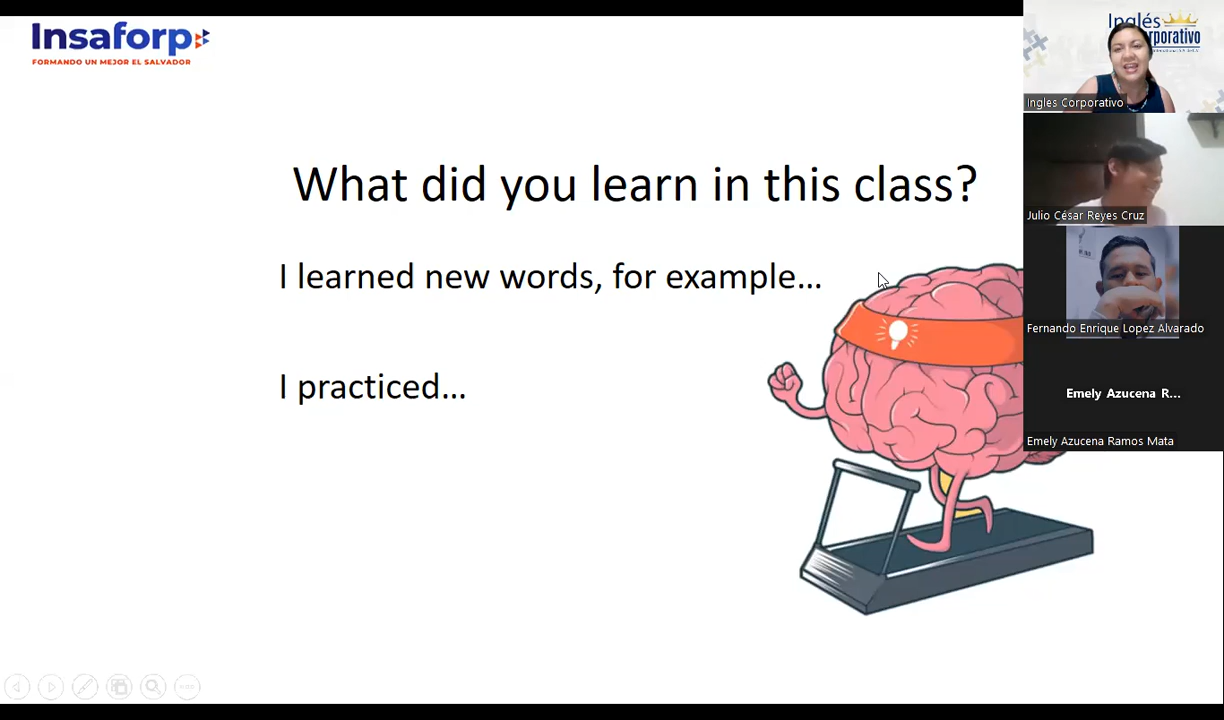 Insaforp
FORMANDO UN MEJOR EL SALVADOR
What did you learn in this class?
I learned new words, for example...
I practiced...
Inglés
Ingles Corporativo
Julio César Reyes Cruz
Fernando Enrique Lopez Alvarado
Emely Azucena R...
Emely Azucena Ramos Mata